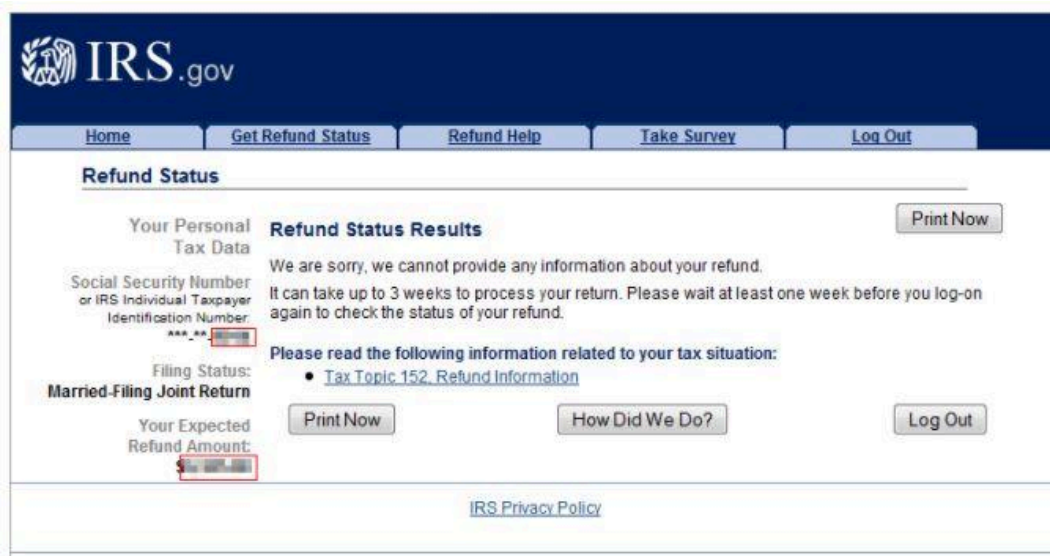 IRS.gov
Home Get Refund Status Refund Help Take Survey Log Out
Refund Status
Print Now
Your Personal
Tax Data
Social Security Number
or IRS Individual Taxpayer
Identification Number:
***-**-
Filing Status:
Married-Filing Joint Return
Your Expected
Refund Amount:
$
Refund Status Results
We are sorry, we cannot provide any information about your refund.
It can take up to 3 weeks to process your return. Please wait at least one week before you log-on
again to check the status of your refund.
Please read the following information related to your tax situation:
• Tax Topic 152, Refund Information
Print Now How Did We Do? Log Out
IRS Privacy Policy